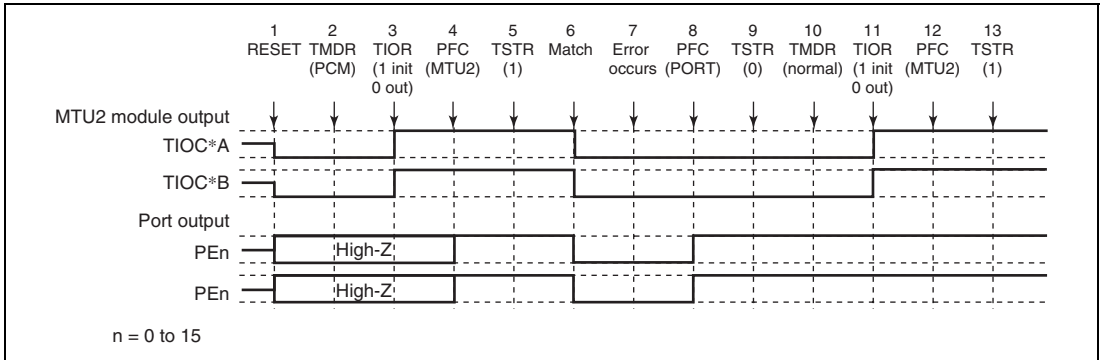 1 2 3 4 5 6 7 8 9 10 11 12 13
RESET TMDR TIOR PFC TSTR Match Error PFC TSTR TMDR TIOR PFC TSTR
(PCM) (1 init (MTU2) (1) occurs (PORT) (0) (normal) (1 init (MTU2) (1)
0 out) 0 out)
MTU2 module output
TIOC*A
TIOC*B
Port output
PEn High-Z
PEn High-Z
n = 0 to 15